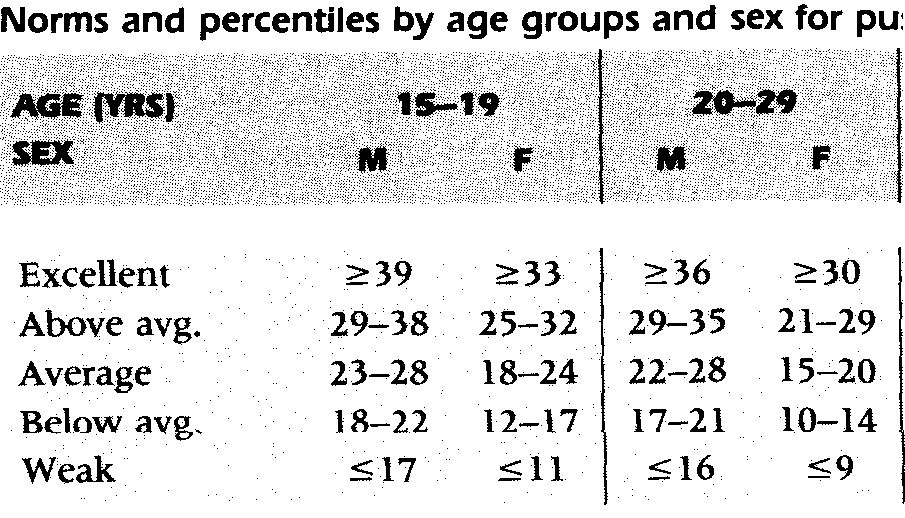 Norms and percentiles by age groups and sex for pu
AGE (YRS) 15–19 20–29
SEX M F M F
Excellent ≥39 ≥33 ≥36 ≥30
Above avg. 29–38 25–32 29–35 21–29
Average 23–28 18–24 22–28 15–20
Below avg. 18–22 12–17 17–21 10–14
Weak ≤17 ≤11 ≤16 ≤9